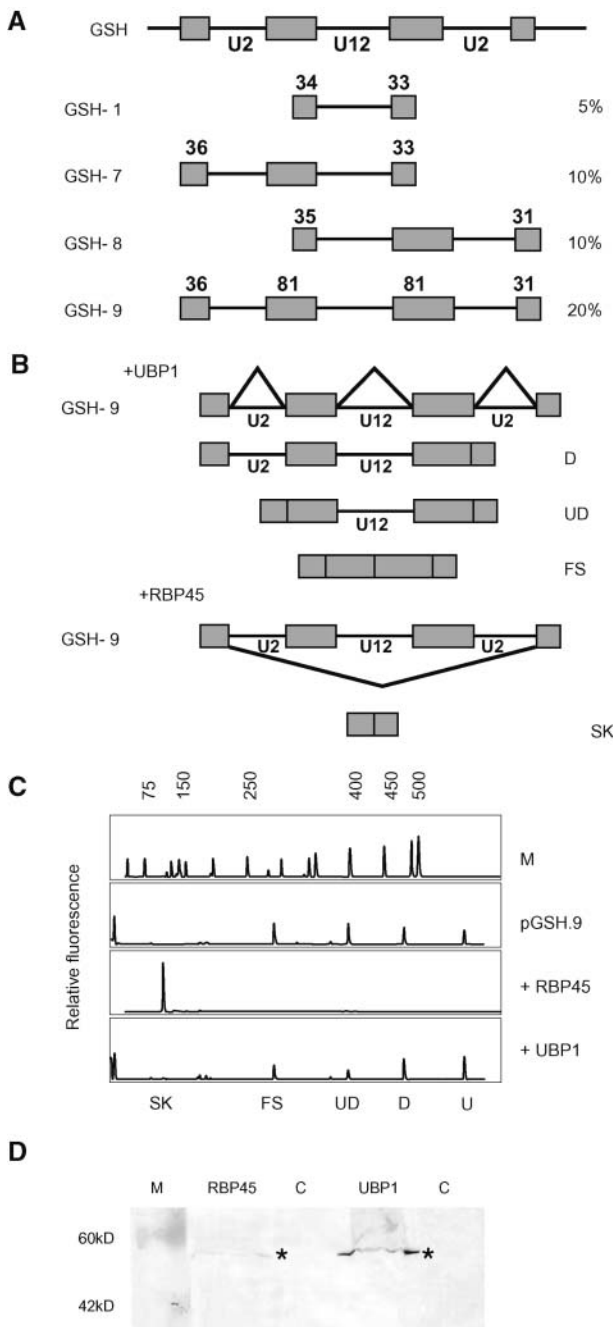 A
GSH
U2 U12 U2
34 33
GSH- 1 5%
36 33
GSH- 7 10%
35 31
GSH- 8 10%
36 81 81 31
GSH- 9 20%
B
+UBP1
GSH- 9
U2 U12 U2
U2 U12 D
U12 UD
FS
+RBP45
GSH- 9
U2 U12 U2
SK
C
75 150 250 400 450 500
Relative fluorescence
M
pGSH.9
+ RBP45
+ UBP1
SK FS UD D U
D
M RBP45 C UBP1 C
60kD * *
42kD